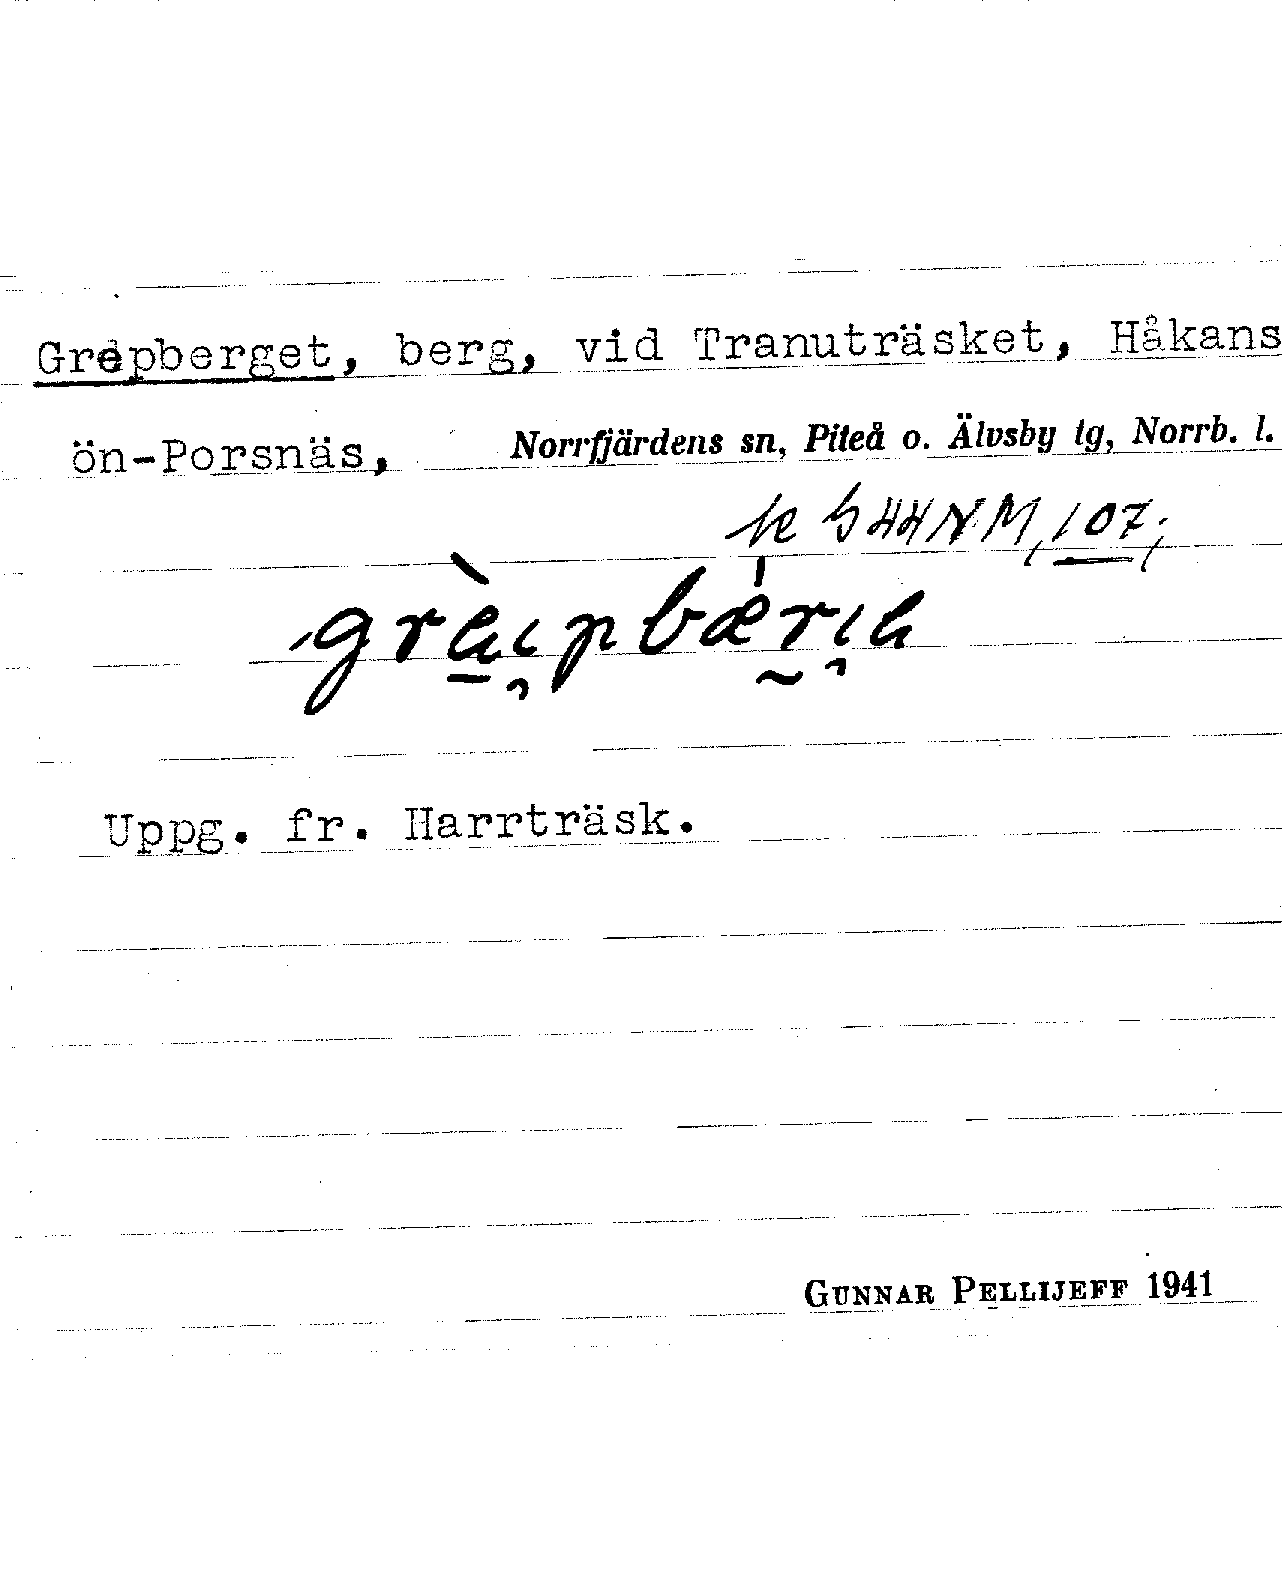 Grepberget, berg, vid Tranuträsket, Håkans
ön-Porsnäs, Norrfjärdens sn, Piteå o. Älvsby tg, Norrb. l.
107;
Uppg. fr. Harrträsk.
GUNNAR PELLIJEFF 1941